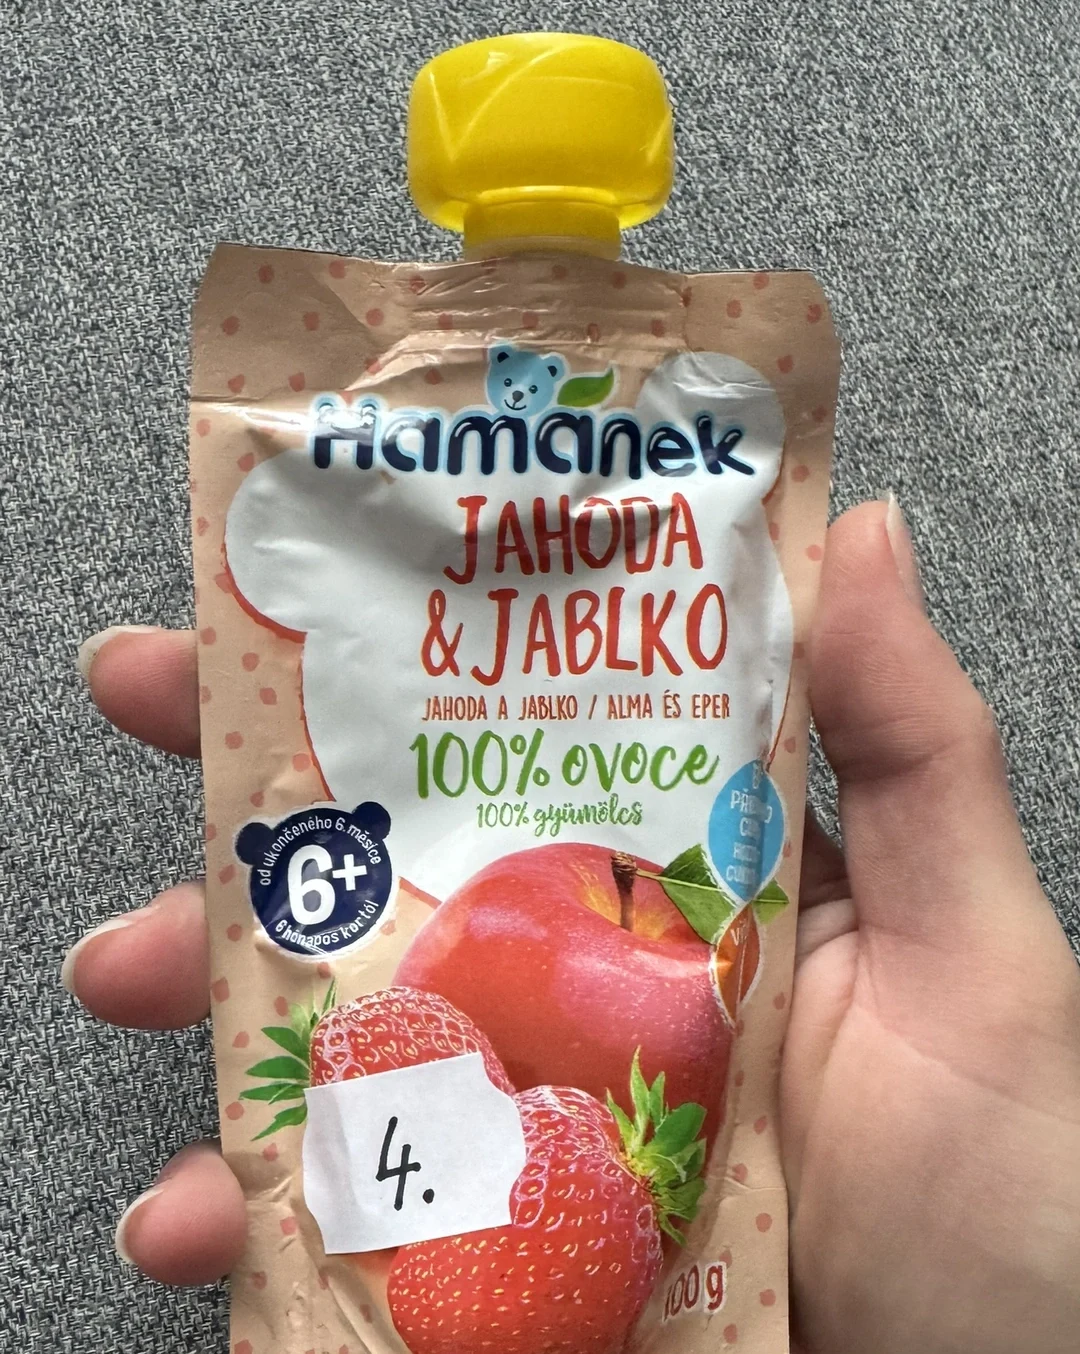 Hamánek
JAHODA
& JABLKO
JAHODA A JABLKO / ALMA ÉS EPER
100% ovoce
100% gyümölcs
od ukončeného 6. měsíce
6+
6 hónapos kortól
4.
100 g